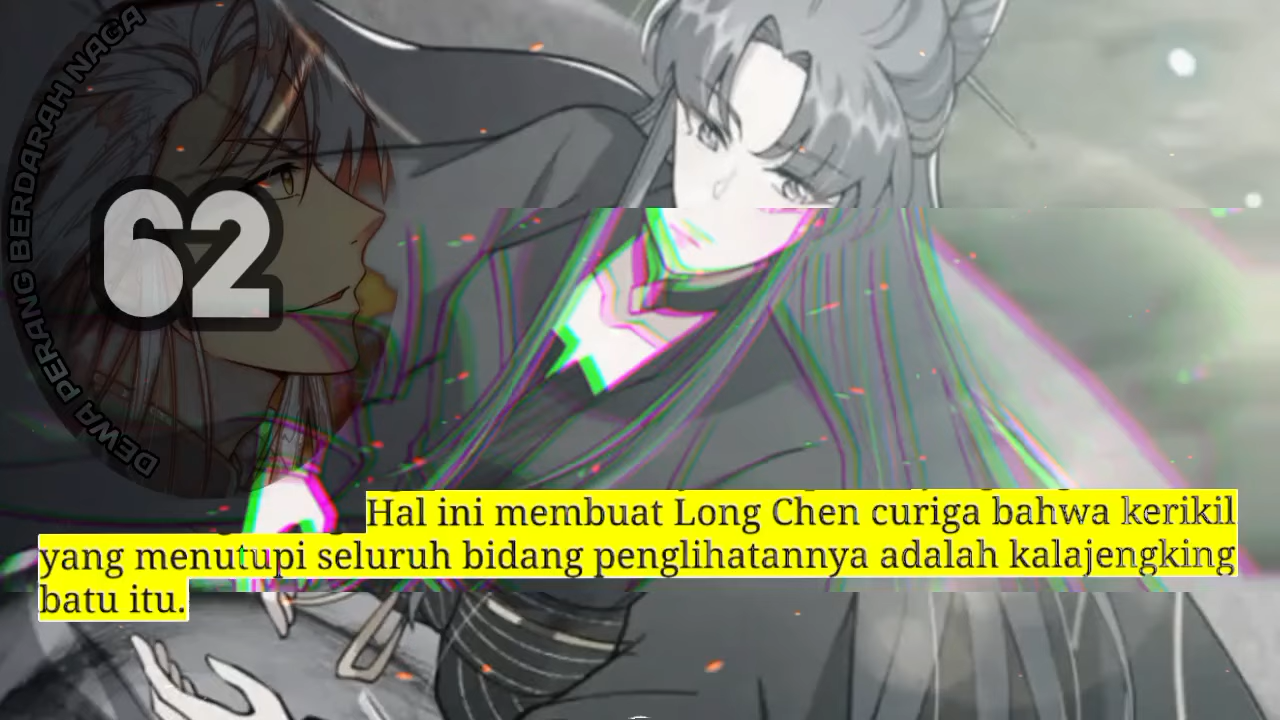 DEWA PERANG BERDARAH NAGA
62
Hal ini membuat Long Chen curiga bahwa kerikil
yang menutupi seluruh bidang penglihatannya adalah kalajengking
batu itu.